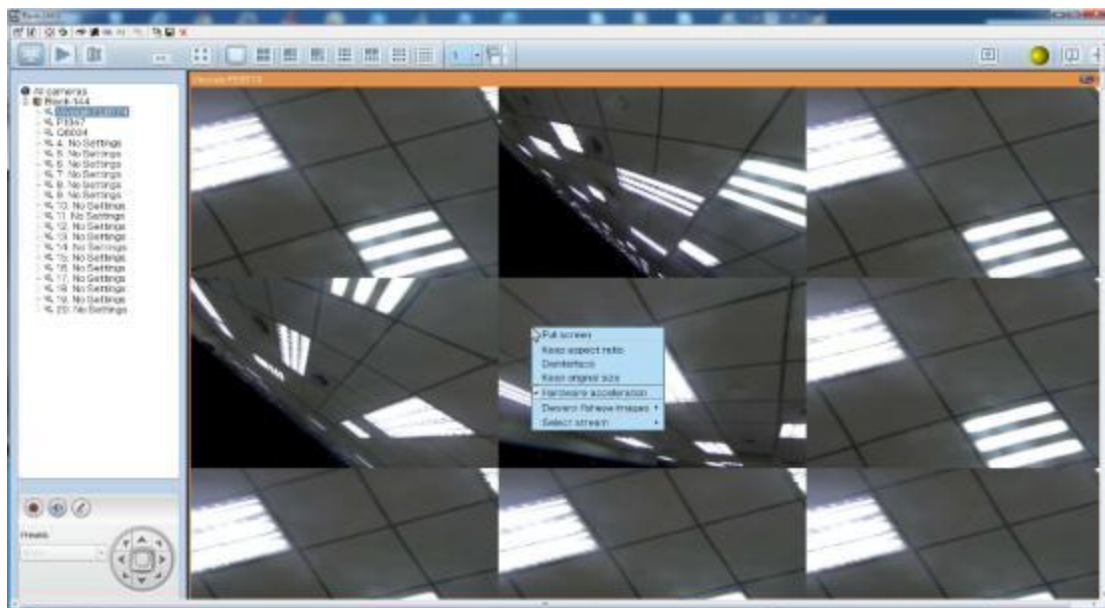 All cameras
Rack-144
P3367
Q6034
4. No Settings
5. No Settings
6. No Settings
7. No Settings
8. No Settings
9. No Settings
10. No Settings
11. No Settings
12. No Settings
13. No Settings
14. No Settings
15. No Settings
16. No Settings
17. No Settings
18. No Settings
19. No Settings
20. No Settings
Presets
1
Full screen
Keep aspect ratio
Deinterlace
Keep original size
Hardware acceleration
Dewarp fisheye images
Select stream